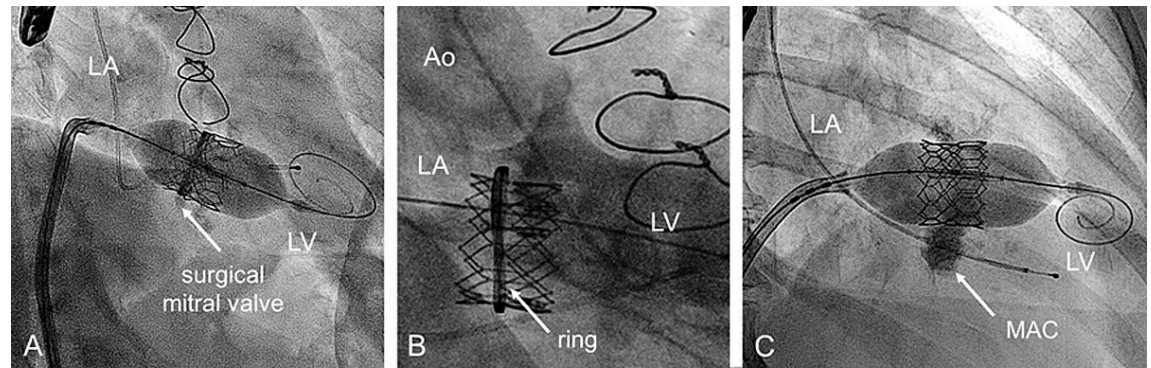 LA
surgical
mitral valve
LV
A
Ao
LA
LV
ring
B
LA
LV
MAC
C